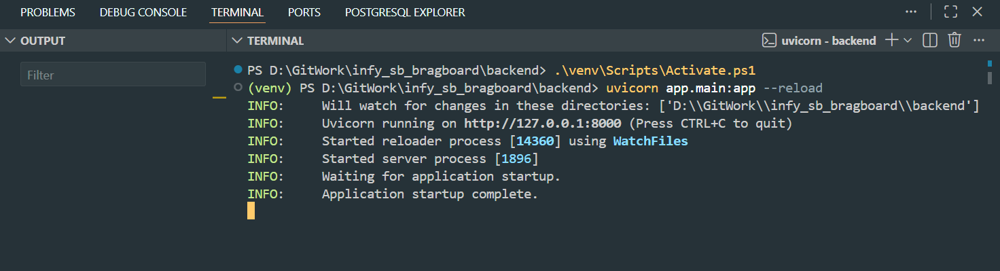 PROBLEMS DEBUG CONSOLE TERMINAL PORTS POSTGRESQL EXPLORER
OUTPUT
Filter
TERMINAL
uvicorn - backend
PS D:\GitWork\infy_sb_bragboard\backend> .\venv\Scripts\Activate.ps1
(venv) PS D:\GitWork\infy_sb_bragboard\backend> uvicorn app.main:app --reload
INFO:     Will watch for changes in these directories: ['D:\\GitWork\\infy_sb_bragboard\\backend']
INFO:     Uvicorn running on http://127.0.0.1:8000 (Press CTRL+C to quit)
INFO:     Started reloader process [14360] using WatchFiles
INFO:     Started server process [1896]
INFO:     Waiting for application startup.
INFO:     Application startup complete.